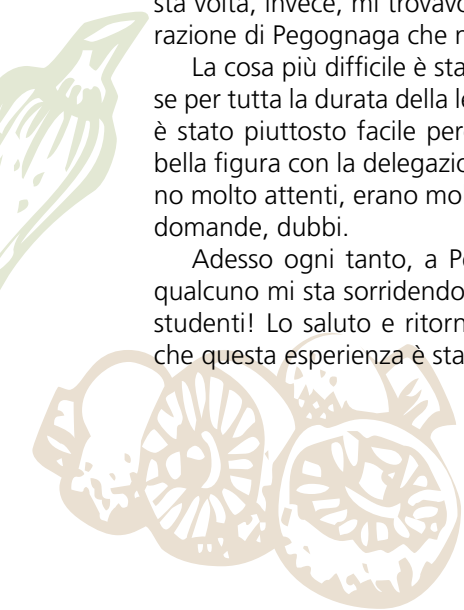 sta volta, invece, mi trovavo
razione di Pegognaga che
La cosa più difficile è sta
se per tutta la durata della
è stato piuttosto facile per
bella figura con la delegazio
no molto attenti, erano mo
domande, dubbi.
Adesso ogni tanto, a
qualcuno mi sta sorridendo
studenti! Lo saluto e ritorn
che questa esperienza è sta